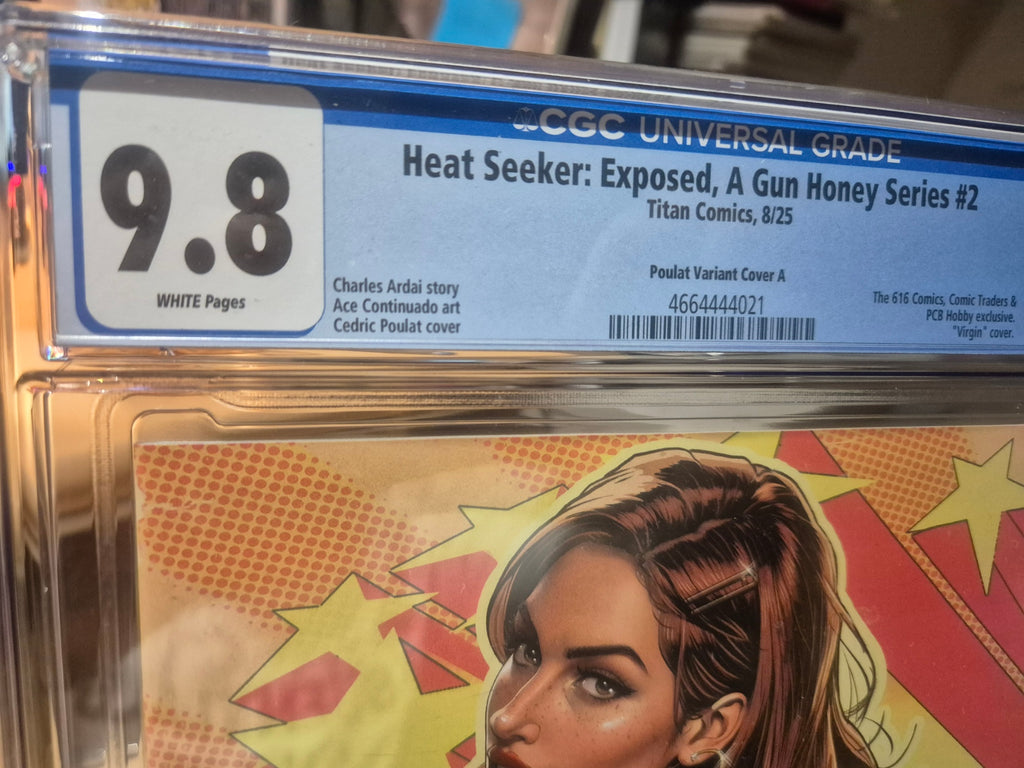 CGC UNIVERSAL GRADE
9.8
WHITE Pages
Heat Seeker: Exposed, A Gun Honey Series #2
Titan Comics, 8/25
Charles Ardai story
Ace Continuado art
Cedric Poulat cover
Poulat Variant Cover A
4664444021
The 616 Comics, Comic Traders &
PCB Hobby exclusive.
"Virgin" cover.